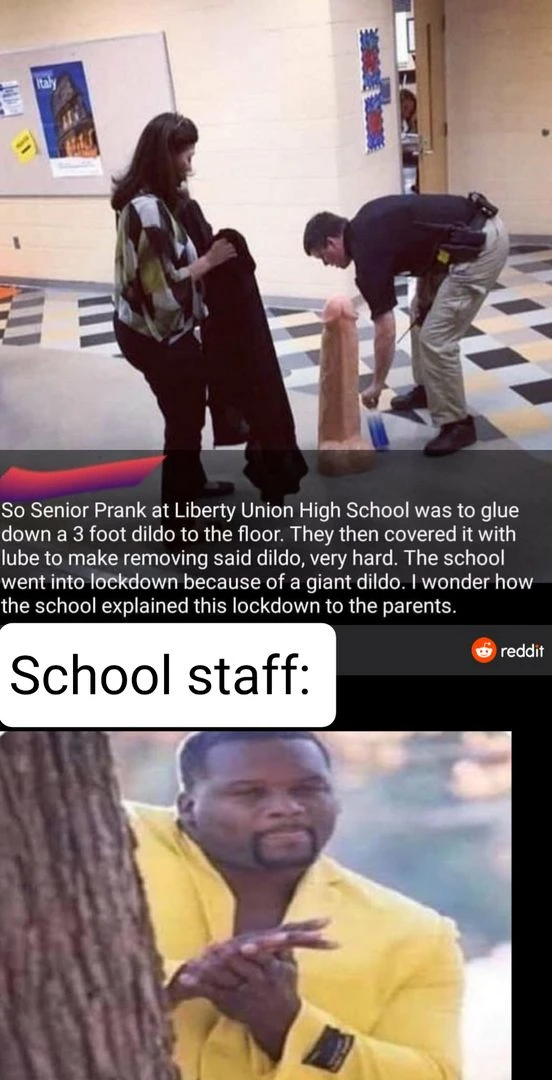 Italy
So Senior Prank at Liberty Union High School was to glue
down a 3 foot dildo to the floor. They then covered it with
lube to make removing said dildo, very hard. The school
went into lockdown because of a giant dildo. I wonder how
the school explained this lockdown to the parents.
reddit
School staff: